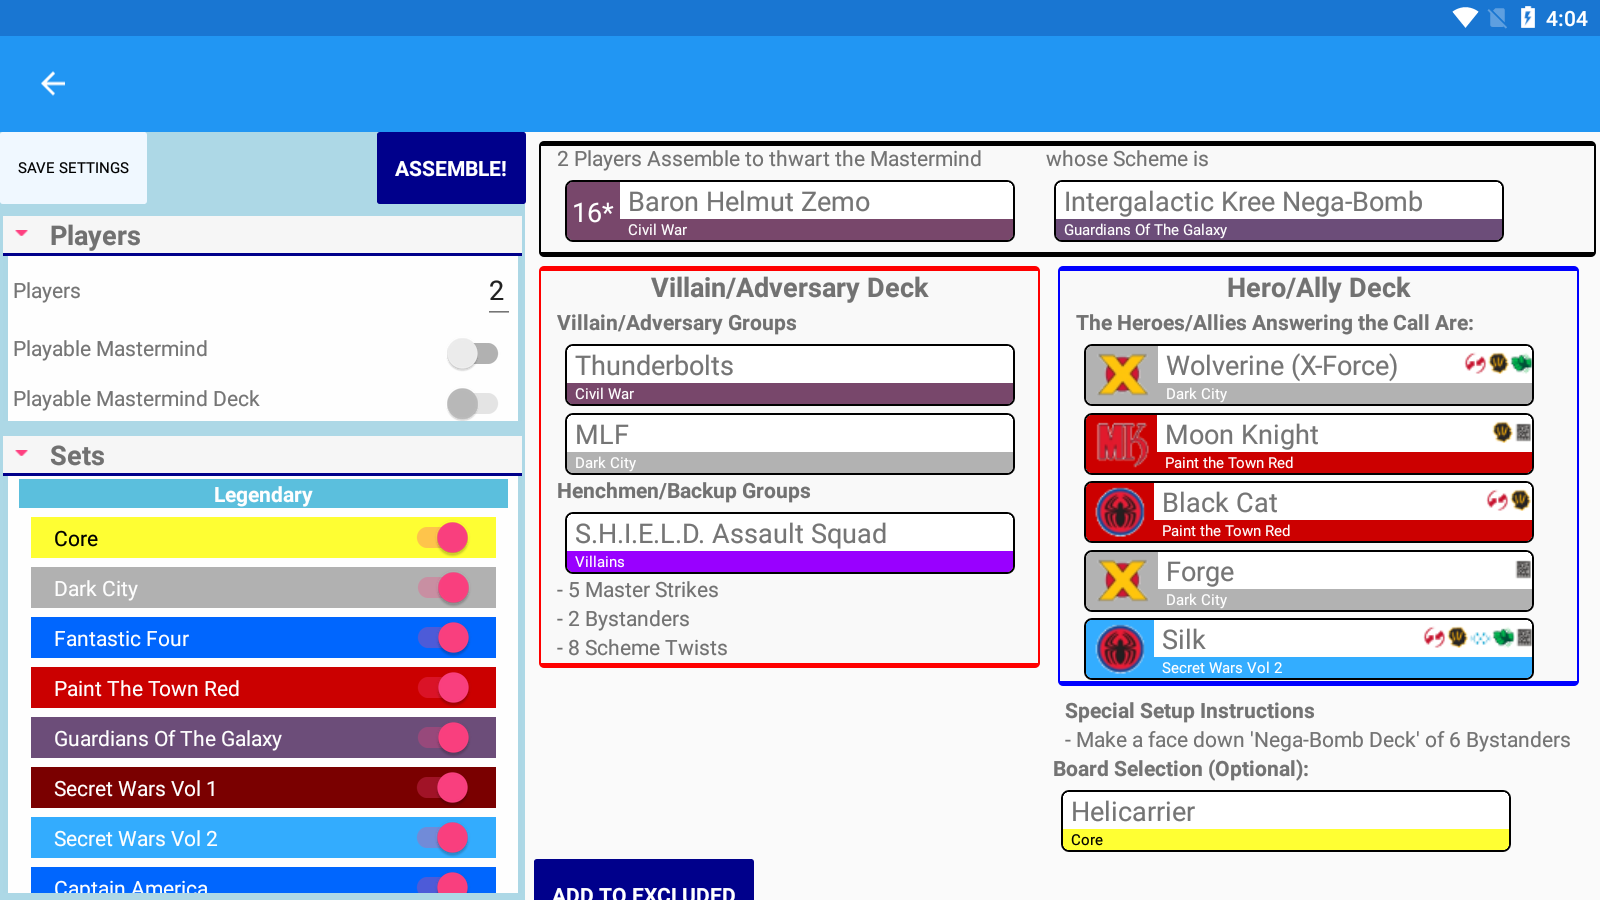 4:04
SAVE SETTINGS
ASSEMBLE!
Players
Players
2
Playable Mastermind
Playable Mastermind Deck
Sets
Legendary
Core
Dark City
Fantastic Four
Paint The Town Red
Guardians Of The Galaxy
Secret Wars Vol 1
Secret Wars Vol 2
Captain America
2 Players Assemble to thwart the Mastermind
16*
Baron Helmut Zemo
Civil War
whose Scheme is
Intergalactic Kree Nega-Bomb
Guardians Of The Galaxy
Villain/Adversary Deck
Villain/Adversary Groups
Thunderbolts
Civil War
MLF
Dark City
Henchmen/Backup Groups
S.H.I.E.L.D. Assault Squad
Villains
- 5 Master Strikes
- 2 Bystanders
- 8 Scheme Twists
Hero/Ally Deck
The Heroes/Allies Answering the Call Are:
Wolverine (X-Force)
Dark City
MK
Moon Knight
Paint the Town Red
Black Cat
Paint the Town Red
Forge
Dark City
Silk
Secret Wars Vol 2
Special Setup Instructions
- Make a face down 'Nega-Bomb Deck' of 6 Bystanders
Board Selection (Optional):
Helicarrier
Core
ADD TO EXCLUDED